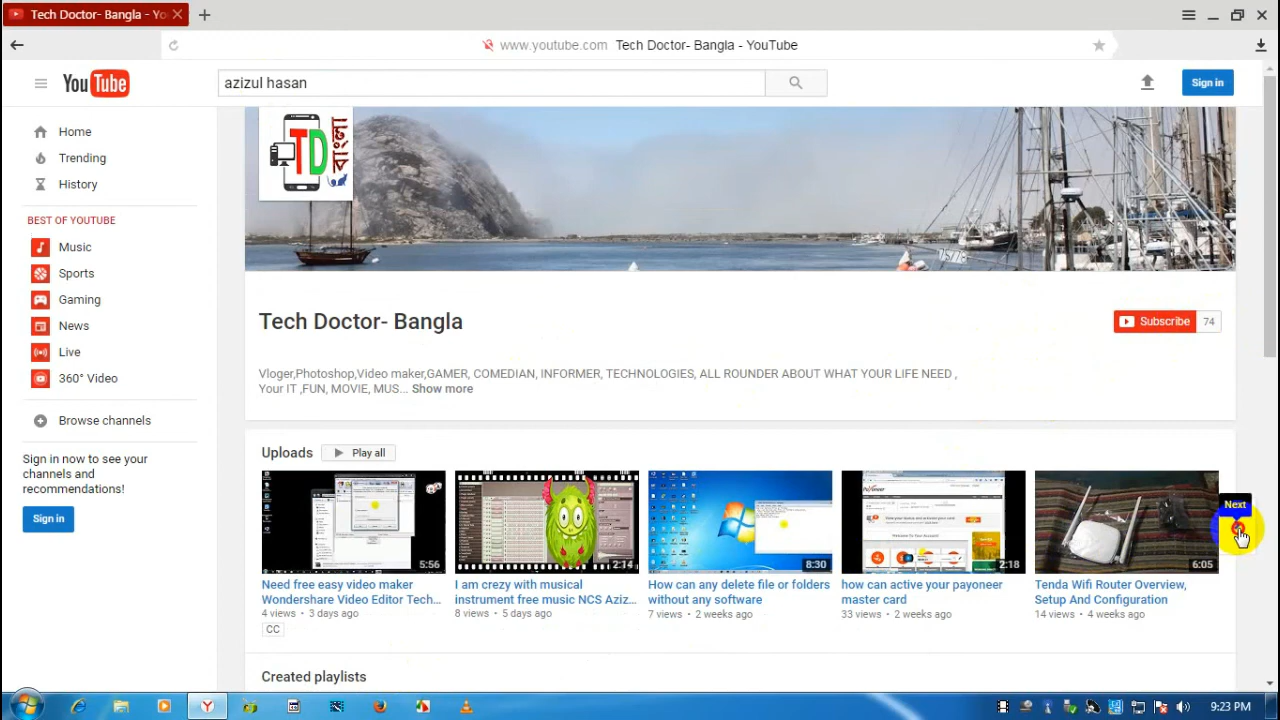 Tech Doctor- Bangla - Yo
www.youtube.com Tech Doctor- Bangla - YouTube
YouTube
azizul hasan
Sign in
Home
Trending
History
BEST OF YOUTUBE
Music
Sports
Gaming
News
Live
360° Video
Browse channels
Sign in now to see your
channels and
recommendations!
Sign in
TD
বাংলা
Tech Doctor- Bangla
Subscribe 74
Vloger,Photoshop,Video maker,GAMER, COMEDIAN, INFORMER, TECHNOLOGIES, ALL ROUNDER ABOUT WHAT YOUR LIFE NEED ,
Your IT ,FUN, MOVIE, MUS... Show more
Uploads Play all
5:56
2:14
3:30
2:18
6:05
Next
Need free easy video maker
Wondershare Video Editor Tech...
4 views • 3 days ago
CC
I am crezy with musical
instrument free music NCS Aziz...
8 views • 5 days ago
How can any delete file or folders
without any software
7 views • 2 weeks ago
how can active your payoneer
master card
33 views • 2 weeks ago
Tenda Wifi Router Overview,
Setup And Configuration
14 views • 4 weeks ago
Created playlists
9:23 PM